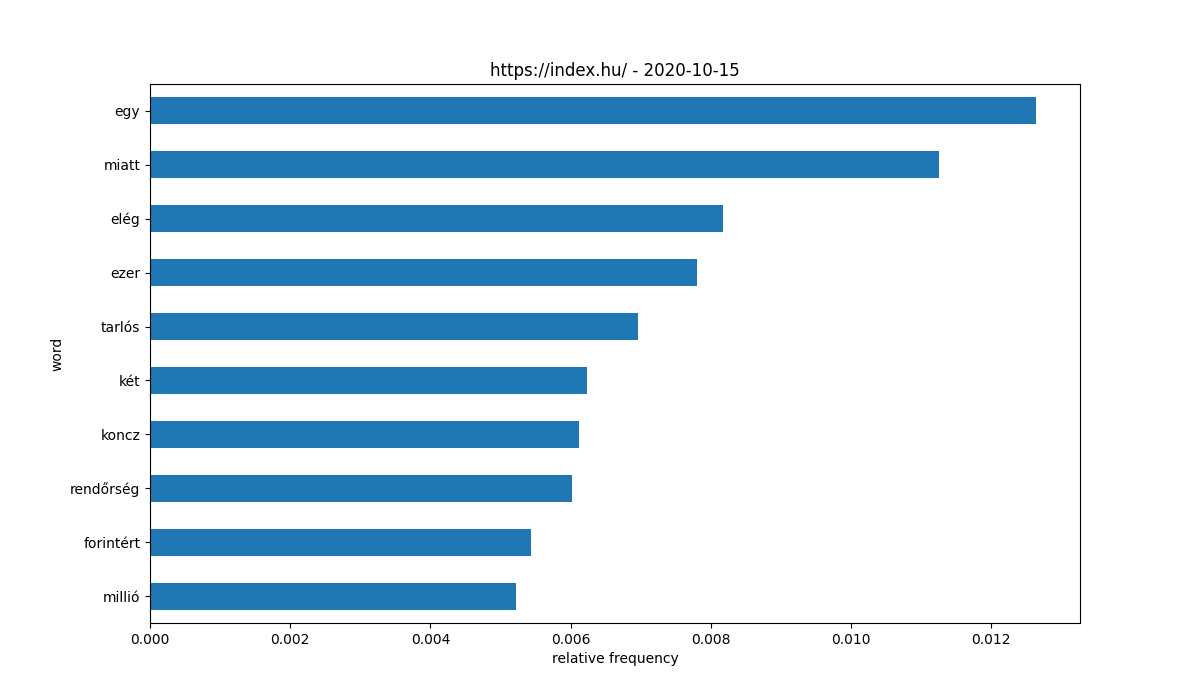 https://index.hu/ - 2020-10-15
egy
miatt
elég
ezer
tarlós
két
koncz
rendőrség
forintért
millió
word
0.000 0.002 0.004 0.006 0.008 0.010 0.012
relative frequency